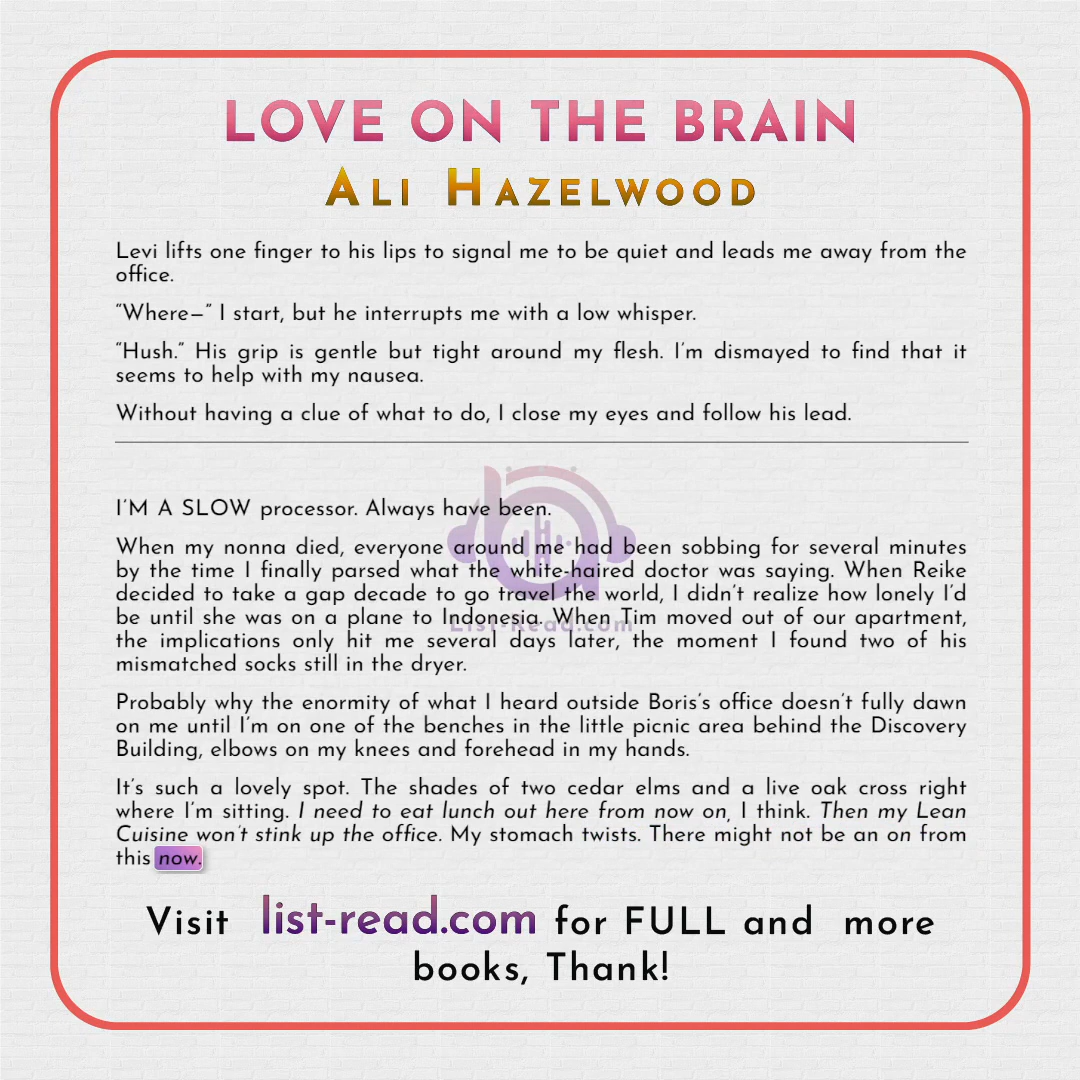 LOVE ON THE BRAIN
ALI HAZELWOOD
Levi lifts one finger to his lips to signal me to be quiet and leads me away from the
office.
“Where—” I start, but he interrupts me with a low whisper.
“Hush.” His grip is gentle but tight around my flesh. I’m dismayed to find that it
seems to help with my nausea.
Without having a clue of what to do, I close my eyes and follow his lead.
I’M A SLOW processor. Always have been.
When my nonna died, everyone around me had been sobbing for several minutes
by the time I finally parsed what the white-haired doctor was saying. When Reike
decided to take a gap decade to go travel the world, I didn’t realize how lonely I’d
be until she was on a plane to Indonesia. When Tim moved out of our apartment,
the implications only hit me several days later, the moment I found two of his
mismatched socks still in the dryer.
List-Read.com
Probably why the enormity of what I heard outside Boris’s office doesn’t fully dawn
on me until I’m on one of the benches in the little picnic area behind the Discovery
Building, elbows on my knees and forehead in my hands.
It’s such a lovely spot. The shades of two cedar elms and a live oak cross right
where I’m sitting. I need to eat lunch out here from now on, I think. Then my Lean
Cuisine won’t stink up the office. My stomach twists. There might not be an on from
this now.
Visit list-read.com for FULL and more
books, Thank!